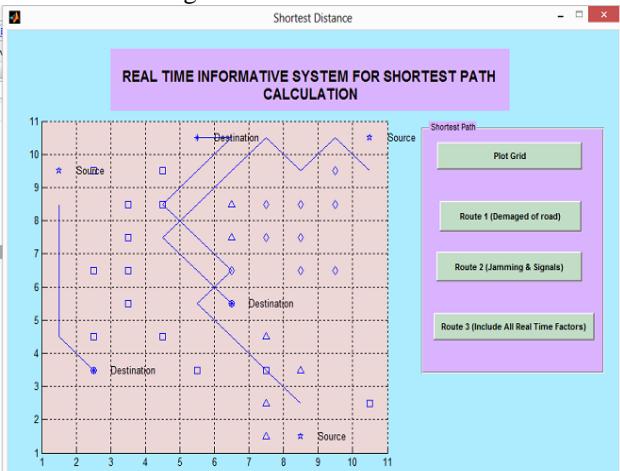 Shortest Distance
REAL TIME INFORMATIVE SYSTEM FOR SHORTEST PATH
CALCULATION
11
10
9
8
7
6
5
4
3
2
1
1 2 3 4 5 6 7 8 9 10 11
Destination
Source
Source
Destination
Destination
Source
Shortest Path
Plot Grid
Route 1 (Demaged of road)
Route 2 (Jamming & Signals)
Route 3 (Include All Real Time Factors)